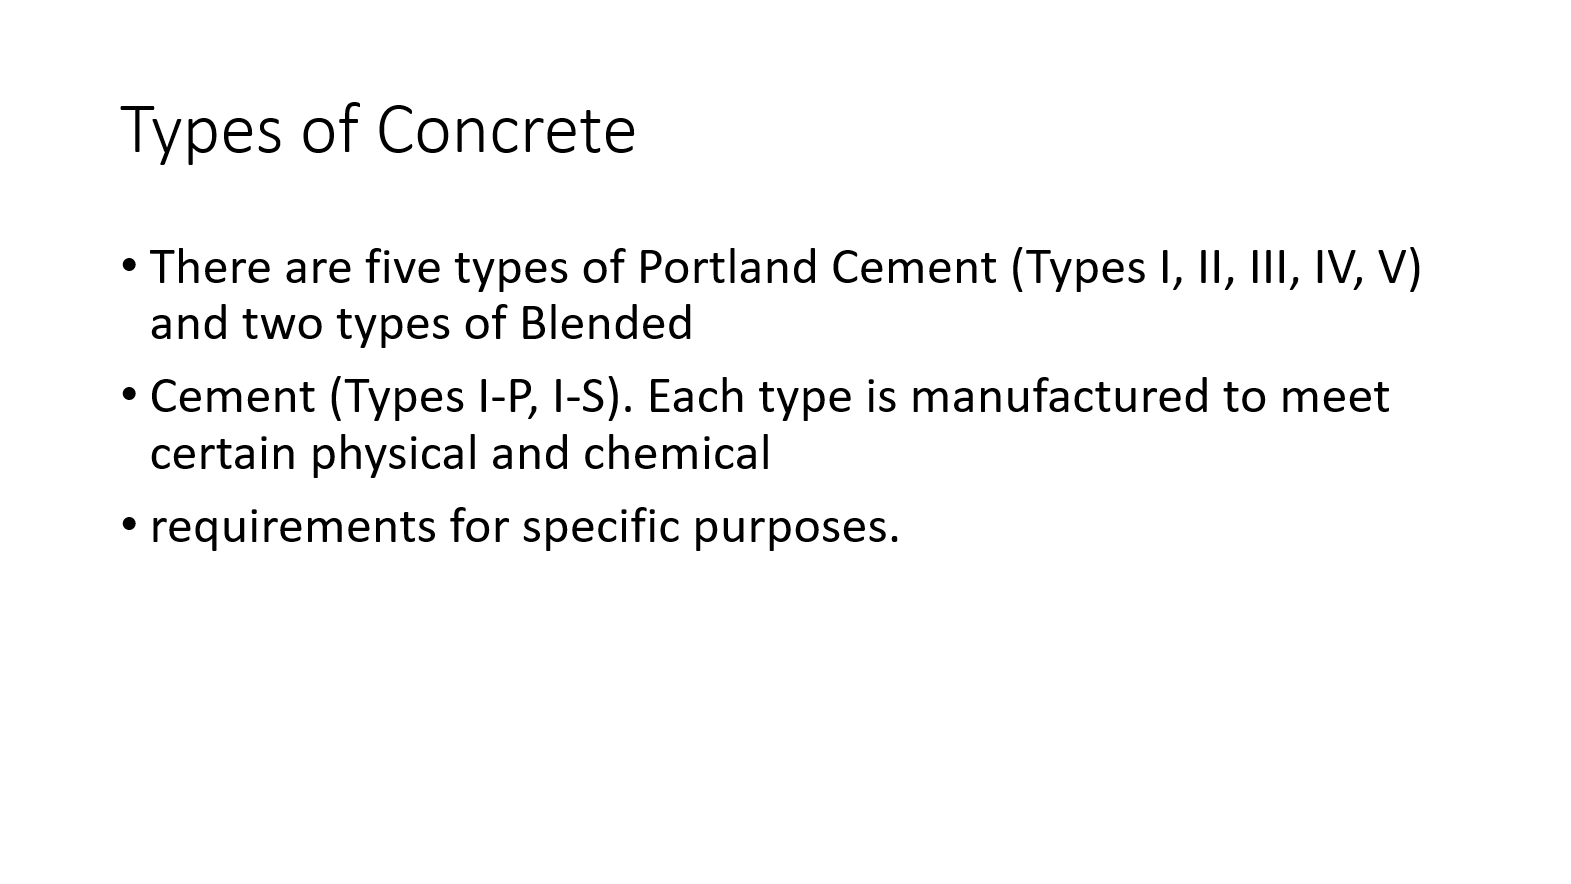 Types of Concrete
• There are five types of Portland Cement (Types I, II, III, IV, V)
and two types of Blended
• Cement (Types I-P, I-S). Each type is manufactured to meet
certain physical and chemical
• requirements for specific purposes.